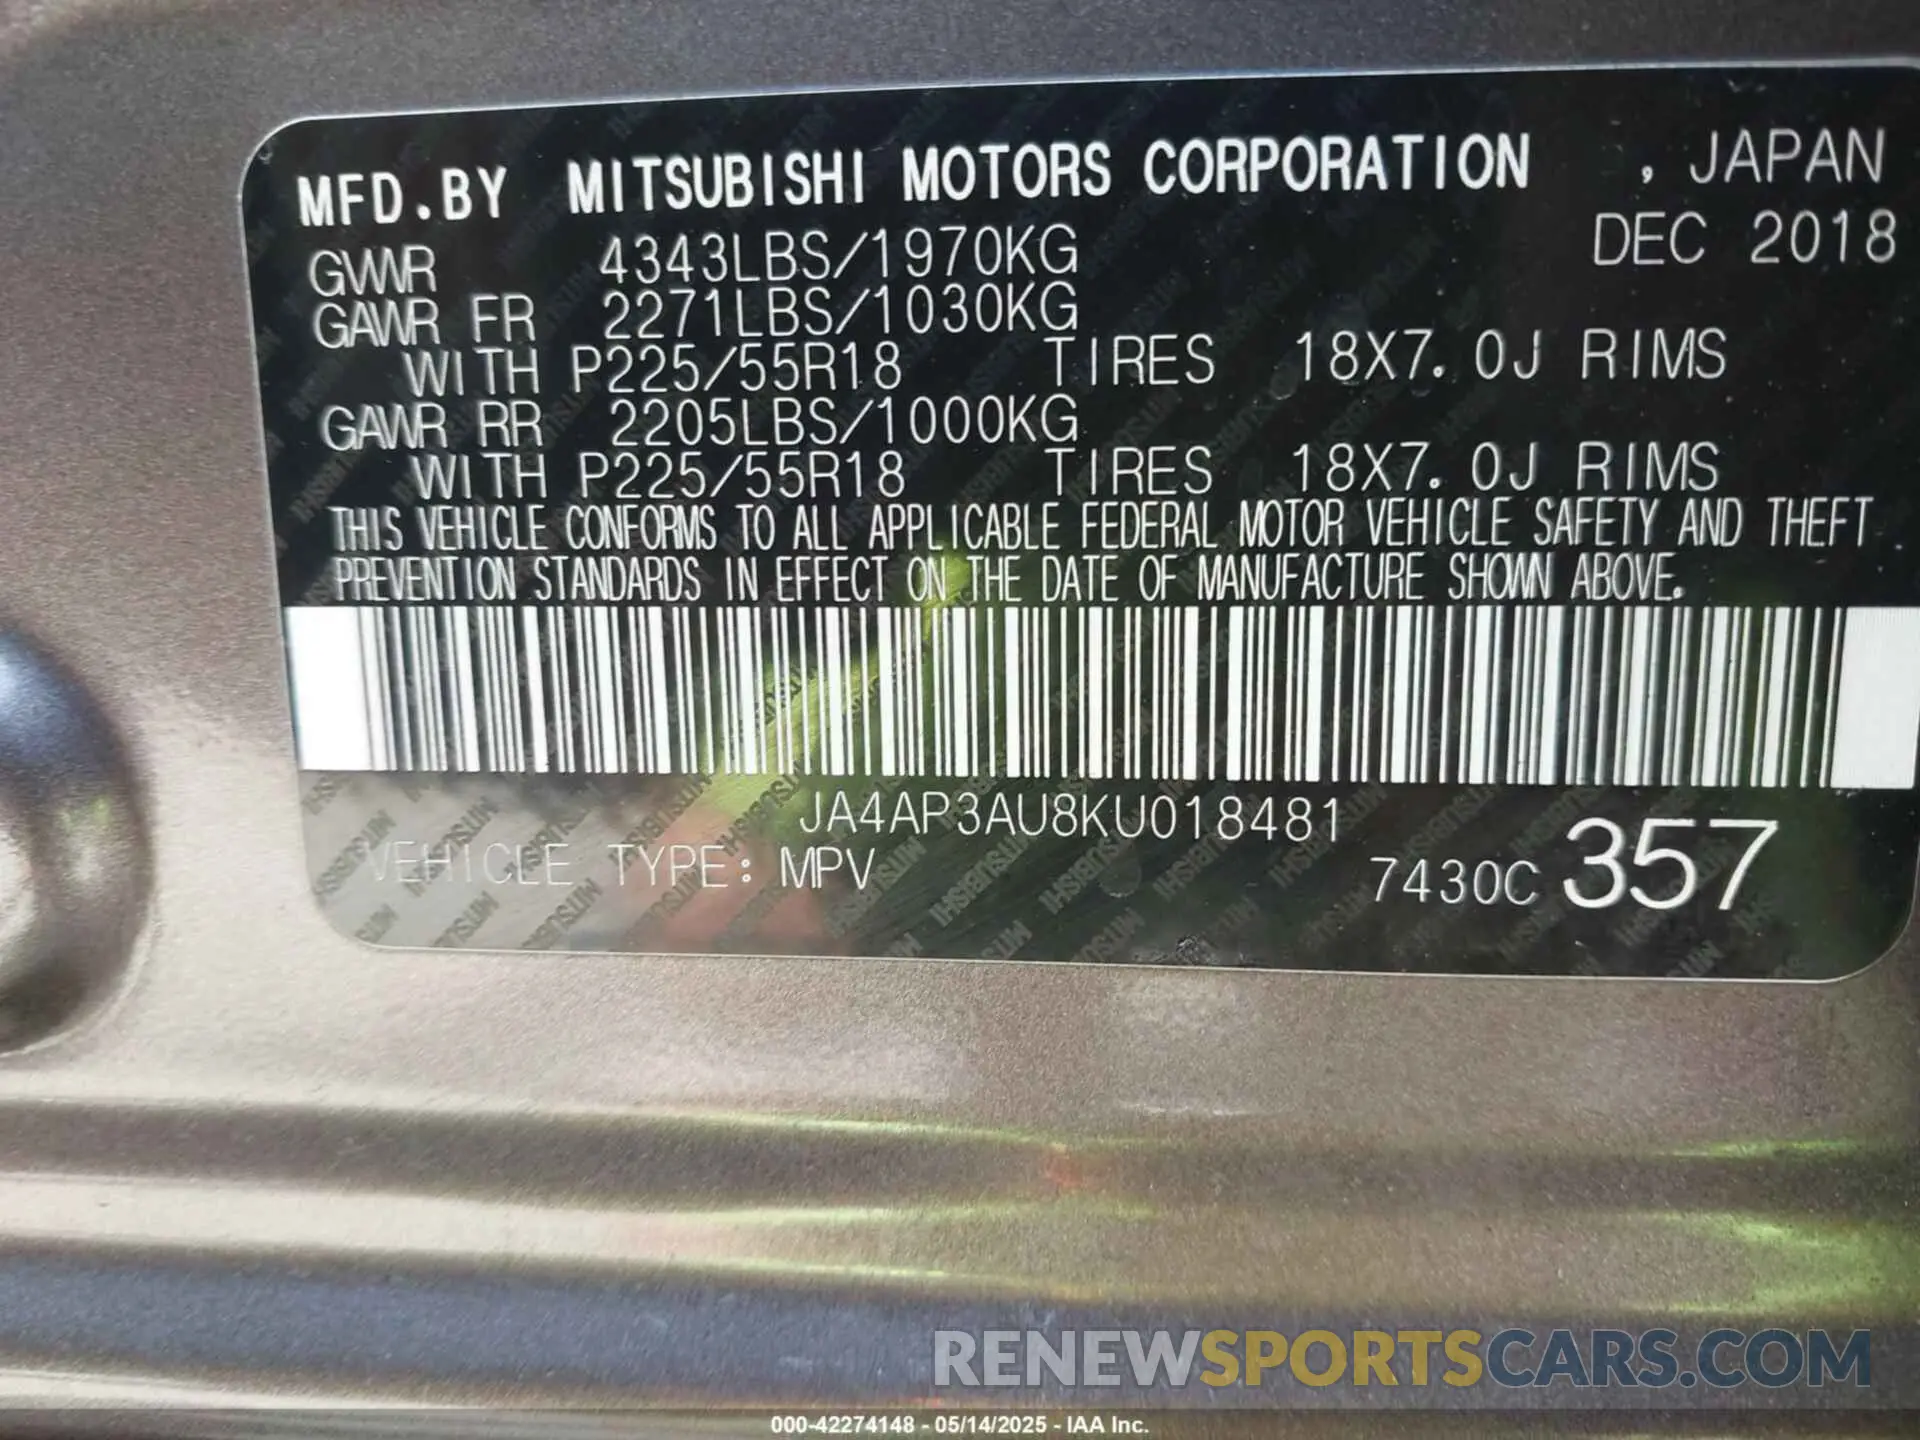 MFD.BY MITSUBISHI MOTORS CORPORATION , JAPAN
GVWR 4343LBS/1970KG DEC 2018
GAWR FR 2271LBS/1030KG
WITH P225/55R18 TIRES 18X7.0J RIMS
GAWR RR 2205LBS/1000KG
WITH P225/55R18 TIRES 18X7.0J RIMS
THIS VEHICLE CONFORMS TO ALL APPLICABLE FEDERAL MOTOR VEHICLE SAFETY AND THEFT
PREVENTION STANDARDS IN EFFECT ON THE DATE OF MANUFACTURE SHOWN ABOVE.
JA4AP3AU8KU018481
VEHICLE TYPE: MPV 7430C 357
RENEWSPORTSCARS.COM
000-42274148 - 05/14/2025 - IAA Inc.